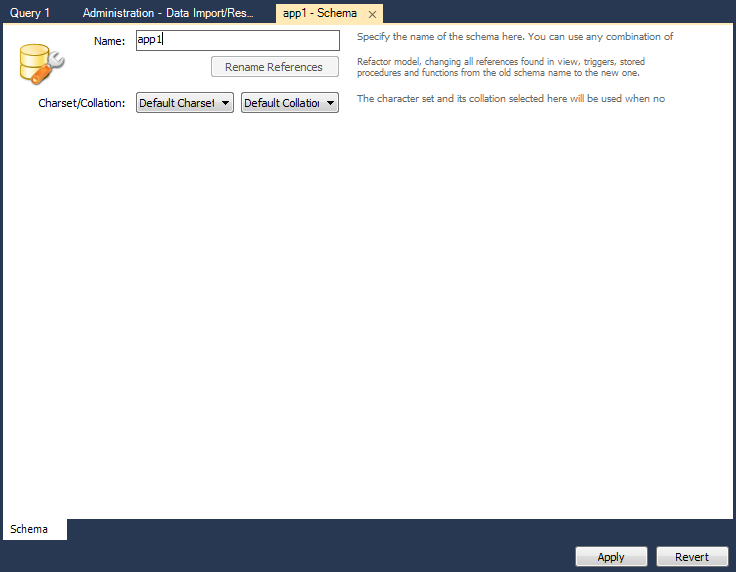 Query 1
Administration - Data Import/Res...
app1 - Schema
Name:
app1
Specify the name of the schema here. You can use any combination of
Rename References
Refactor model, changing all references found in view, triggers, stored
procedures and functions from the old schema name to the new one.
Charset/Collation:
Default Charset
Default Collation
The character set and its collation selected here will be used when no
Schema
Apply
Revert